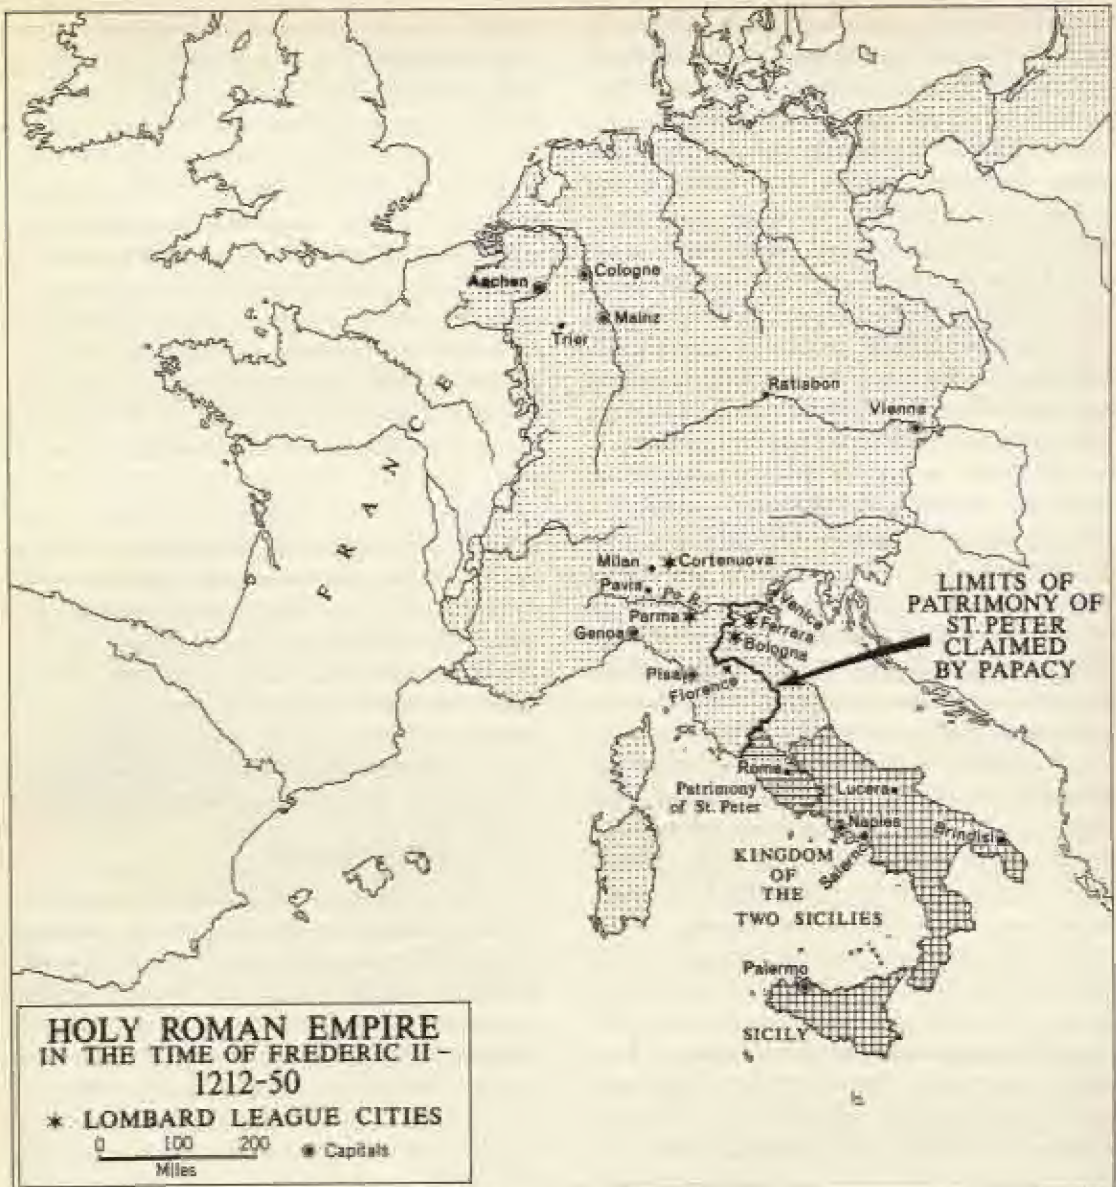 Aachen
Cologne
Mainz
Trier
Ratisbon
Vienna
FRANCE
Milan
Cortenuova
Pavia
Po R.
Venice
Parma
Ferrara
Genoa
Bologna
Pisa
Florence
LIMITS OF
PATRIMONY OF
ST. PETER
CLAIMED
BY PAPACY
Rome
Patrimony
of St. Peter
Lucera
Naples
Brindisi
Salerno
KINGDOM
OF
THE
TWO SICILIES
Palermo
SICILY
HOLY ROMAN EMPIRE
IN THE TIME OF FREDERIC II –
1212-50
* LOMBARD LEAGUE CITIES
0 100 200
Miles
Capitals